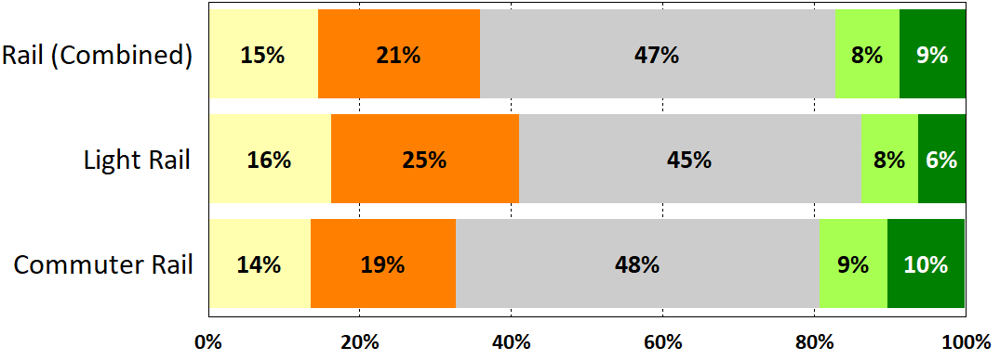 Rail (Combined) 15% 21% 47% 8% 9%
Light Rail 16% 25% 45% 8% 6%
Commuter Rail 14% 19% 48% 9% 10%
0% 20% 40% 60% 80% 100%